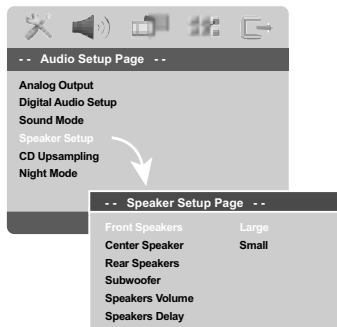 - - Audio Setup Page - -
Analog Output
Digital Audio Setup
Sound Mode
Speaker Setup
CD Upsampling
Night Mode
- - Speaker Setup Page - -
Front Speakers Large
Center Speaker Small
Rear Speakers
Subwoofer
Speakers Volume
Speakers Delay